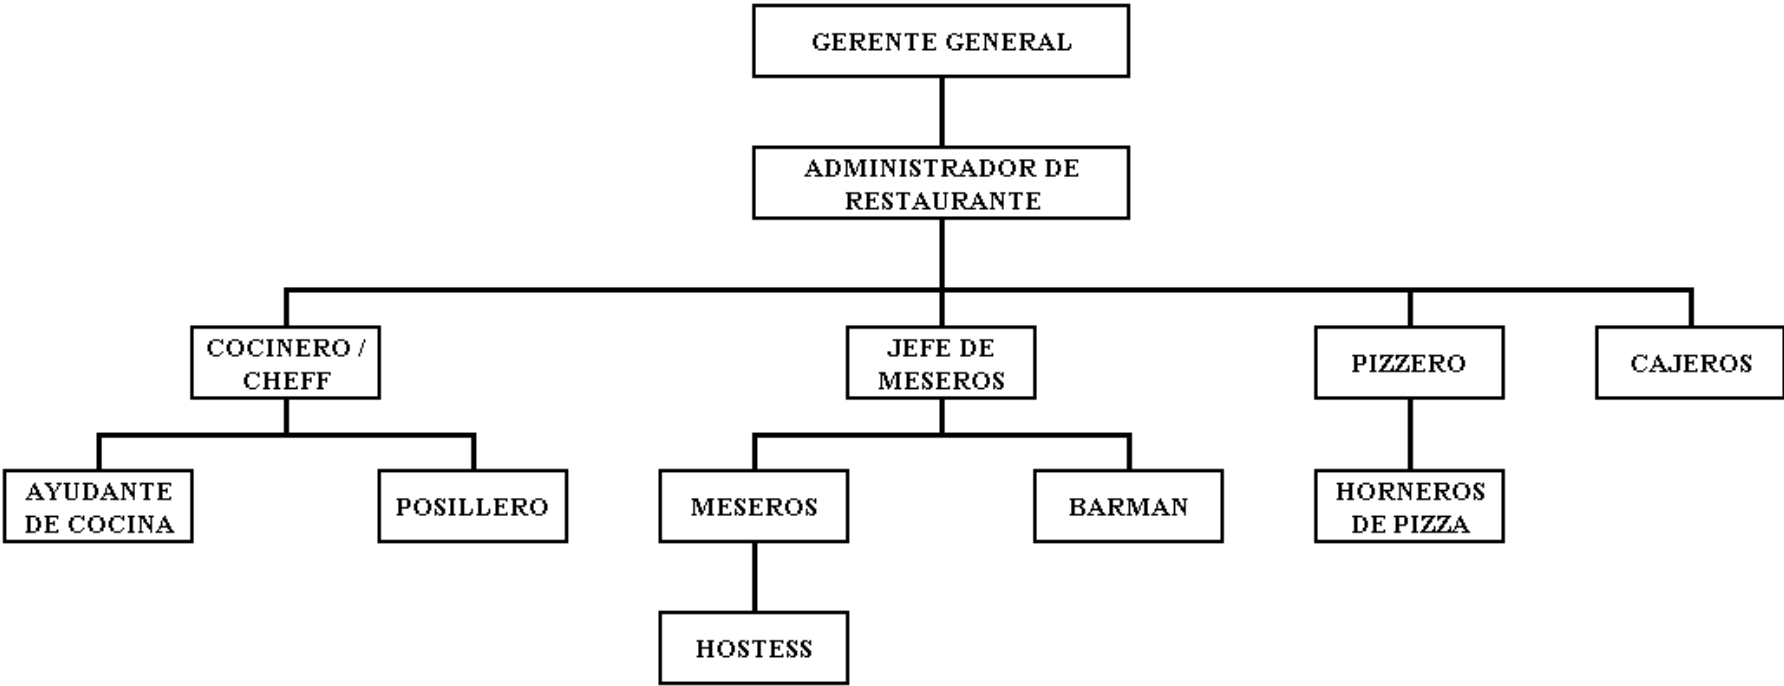 GERENTE GENERAL
ADMINISTRADOR DE
RESTAURANTE
COCINERO /
CHEFF
JEFE DE
MESEROS
PIZZERO
CAJEROS
AYUDANTE
DE COCINA
POSILLERO
MESEROS
BARMAN
HORNEROS
DE PIZZA
HOSTESS